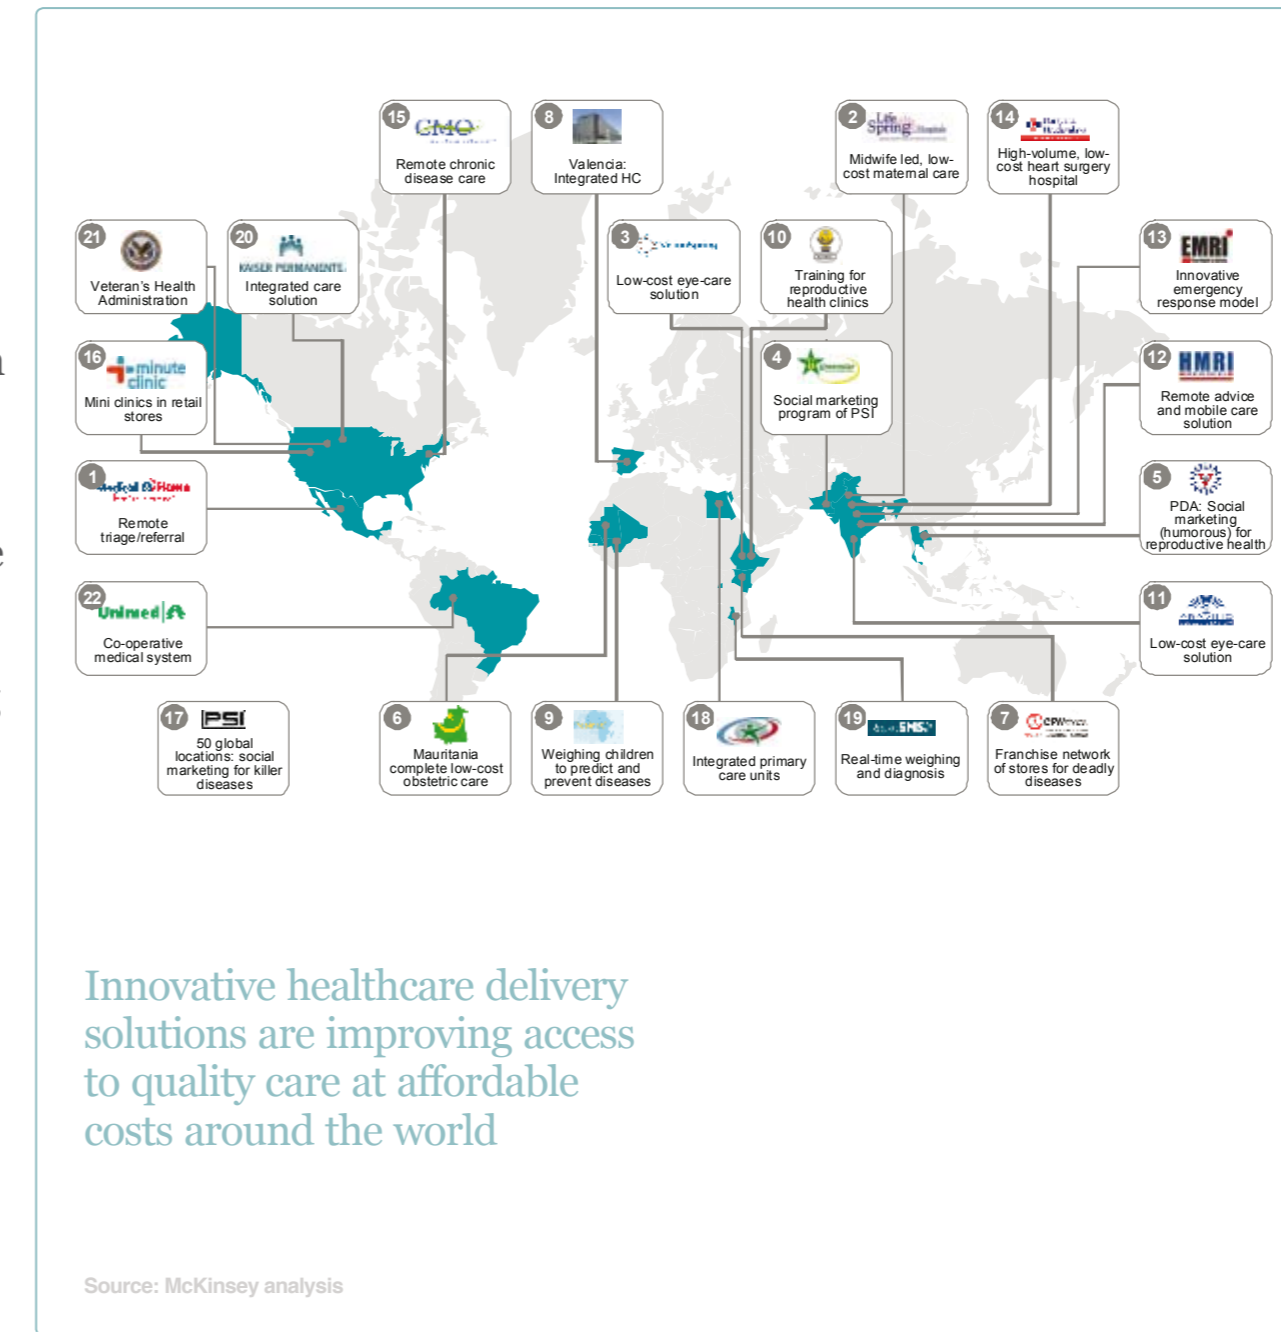 15
Remote chronic
disease care
8
Valencia:
Integrated HC
2
Life
Spring Hospitals
Midwife led, low-
cost maternal care
14
High-volume, low-
cost heart surgery
hospital
21
Veteran's Health
Administration
20
KAISER PERMANENTE
Integrated care
solution
3
Low-cost eye-care
solution
10
Training for
reproductive
health clinics
13
EMRI
Innovative
emergency
response model
16
minute
clinic
Mini clinics in retail
stores
4
Social marketing
program of PSI
12
HMRI
Remote advice
and mobile care
solution
1
Remote
triage/referral
5
PDA: Social
marketing
(humorous) for
reproductive health
22
Unimed
Co-operative
medical system
11
Low-cost eye-care
solution
17
PSI
50 global
locations: social
marketing for killer
diseases
6
Mauritania
complete low-cost
obstetric care
9
Weighing children
to predict and
prevent diseases
18
Integrated primary
care units
19
SMS
Real-time weighing
and diagnosis
7
Franchise network
of stores for deadly
diseases
Innovative healthcare delivery
solutions are improving access
to quality care at affordable
costs around the world
Source: McKinsey analysis